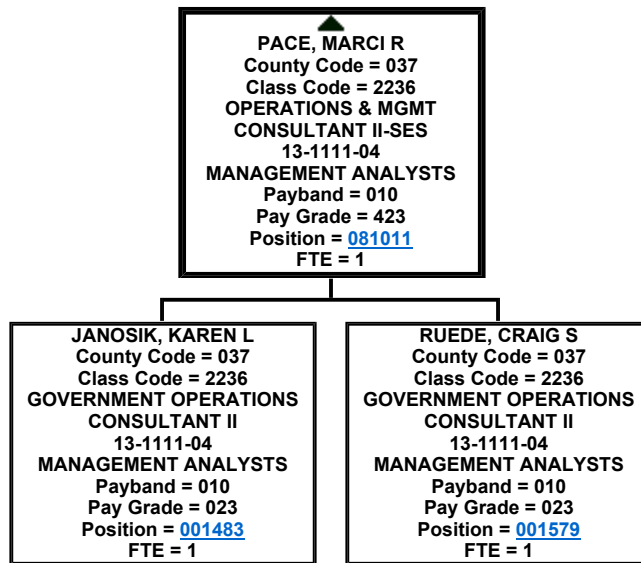 PACE, MARCI R
County Code = 037
Class Code = 2236
OPERATIONS & MGMT
CONSULTANT II-SES
13-1111-04
MANAGEMENT ANALYSTS
Payband = 010
Pay Grade = 423
Position = 081011
FTE = 1
JANOSIK, KAREN L
County Code = 037
Class Code = 2236
GOVERNMENT OPERATIONS
CONSULTANT II
13-1111-04
MANAGEMENT ANALYSTS
Payband = 010
Pay Grade = 023
Position = 001483
FTE = 1
RUEDE, CRAIG S
County Code = 037
Class Code = 2236
GOVERNMENT OPERATIONS
CONSULTANT II
13-1111-04
MANAGEMENT ANALYSTS
Payband = 010
Pay Grade = 023
Position = 001579
FTE = 1